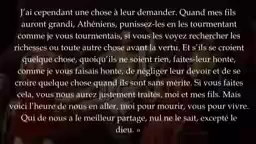 J'ai cependant une chose à leur demander. Quand mes fils
auront grandi, Athéniens, punissez-les en les tourmentant
comme je vous tourmentais, si vous les voyez rechercher les
richesses ou toute autre chose avant la vertu. Et s'ils se croient
quelque chose, quoiqu'ils ne soient rien, faites-leur honte,
comme je vous faisais honte, de négliger leur devoir et de se
croire quelque chose quand ils sont sans mérite. Si vous faites
cela, vous nous aurez justement traités, moi et mes fils. Mais
voici l'heure de nous en aller, moi pour mourir, vous pour vivre.
Qui de nous a le meilleur partage, nul ne le sait, excepté le
dieu. »